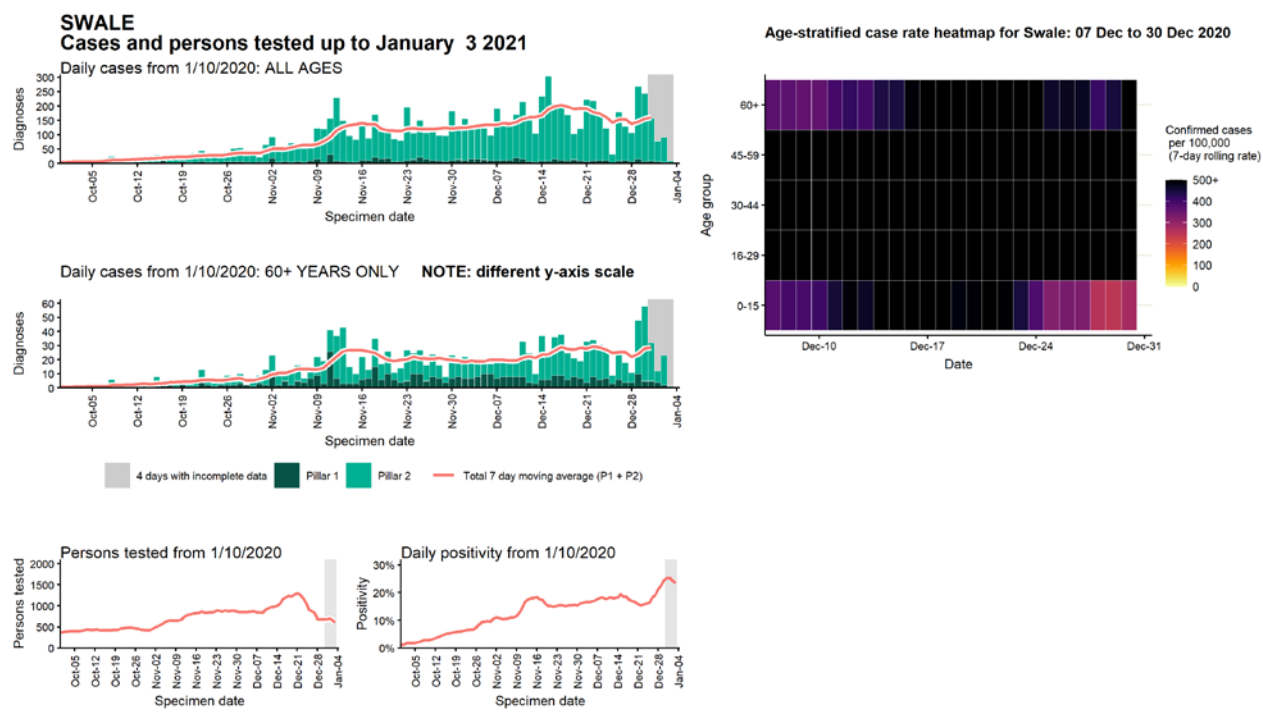 SWALE
Cases and persons tested up to January 3 2021
Daily cases from 1/10/2020: ALL AGES
Diagnoses
300
250
200
150
100
50
0
Oct-05 Oct-12 Oct-19 Oct-26 Nov-02 Nov-09 Nov-16 Nov-23 Nov-30 Dec-07 Dec-14 Dec-21 Dec-28 Jan-04
Specimen date
Daily cases from 1/10/2020: 60+ YEARS ONLY NOTE: different y-axis scale
Diagnoses
60
50
40
30
20
10
0
Oct-05 Oct-12 Oct-19 Oct-26 Nov-02 Nov-09 Nov-16 Nov-23 Nov-30 Dec-07 Dec-14 Dec-21 Dec-28 Jan-04
Specimen date
4 days with incomplete data Pillar 1 Pillar 2 Total 7 day moving average (P1 + P2)
Persons tested from 1/10/2020
Persons tested
2000
1500
1000
500
0
Oct-05 Oct-12 Oct-19 Oct-26 Nov-02 Nov-09 Nov-16 Nov-23 Nov-30 Dec-07 Dec-14 Dec-21 Dec-28 Jan-04
Specimen date
Daily positivity from 1/10/2020
Positivity
30%
20%
10%
0%
Oct-05 Oct-12 Oct-19 Oct-26 Nov-02 Nov-09 Nov-16 Nov-23 Nov-30 Dec-07 Dec-14 Dec-21 Dec-28 Jan-04
Specimen date
Age-stratified case rate heatmap for Swale: 07 Dec to 30 Dec 2020
Age group
60+
45-59
30-44
16-29
0-15
Dec-10 Dec-17 Dec-24 Dec-31
Date
Confirmed cases
per 100,000
(7-day rolling rate)
500+
400
300
200
100
0